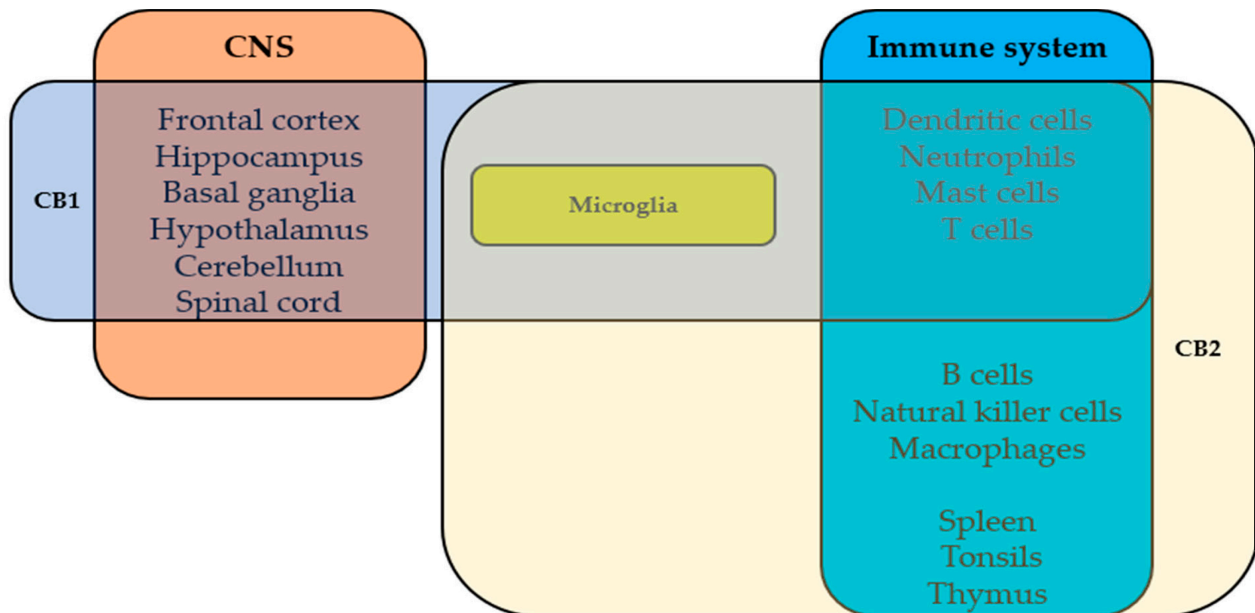 CNS
Immune system
CB1
Frontal cortex
Hippocampus
Basal ganglia
Hypothalamus
Cerebellum
Spinal cord
Microglia
Dendritic cells
Neutrophils
Mast cells
T cells
CB2
B cells
Natural killer cells
Macrophages
Spleen
Tonsils
Thymus